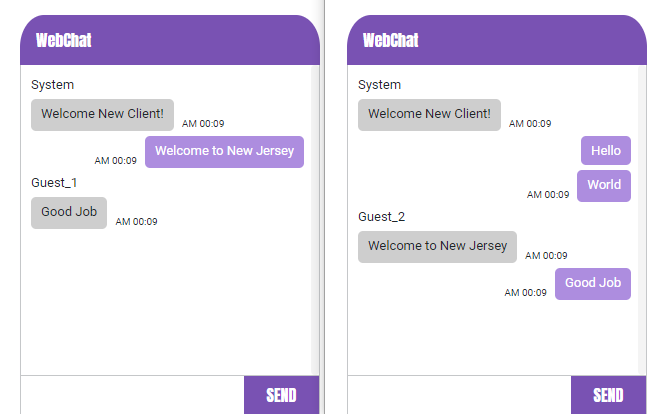 WebChat
System
Welcome New Client!
AM 00:09
AM 00:09
Welcome to New Jersey
Guest_1
Good Job
AM 00:09
SEND
WebChat
System
Welcome New Client!
AM 00:09
Hello
AM 00:09
World
Guest_2
Welcome to New Jersey
AM 00:09
AM 00:09
Good Job
SEND